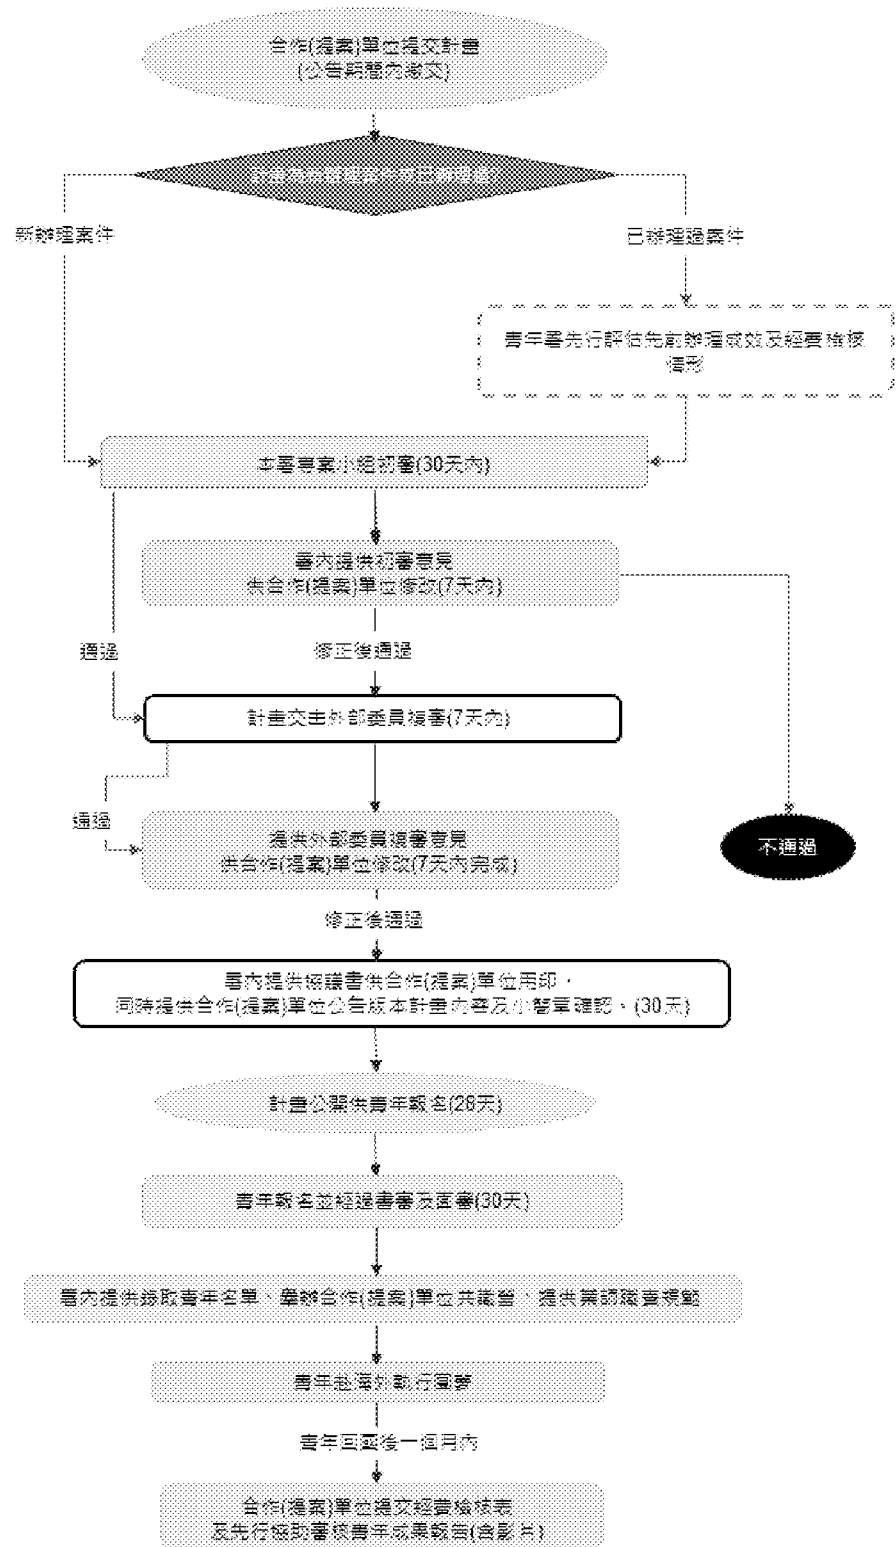 合作(提案)單位提交計畫
(公告期間內繳交)
新辦理案件
已辦理過案件
青年署先行評估先前辦理成效及經費檢核
情形
本署專案小組初審(30天內)
署內提供初審意見
供合作(提案)單位修改(7天內)
通過
修正後通過
計畫交由外部委員複審(7天內)
通過
提供外部委員複審意見
供合作(提案)單位修改(7天內完成)
不通過
修正後通過
署內提供協議書供合作(提案)單位用印，
同時提供合作(提案)單位公告版本計畫內容及小簡章確認。(30天)
計畫公開供青年報名(28天)
青年報名並經過書審及面審(30天)
署內提供錄取青年名單、舉辦合作(提案)單位共識營、提供業師職責規範
青年赴海外執行圓夢
青年回國後一個月內
合作(提案)單位提交經費檢核表
及先行協助審核青年成果報告(含影片)